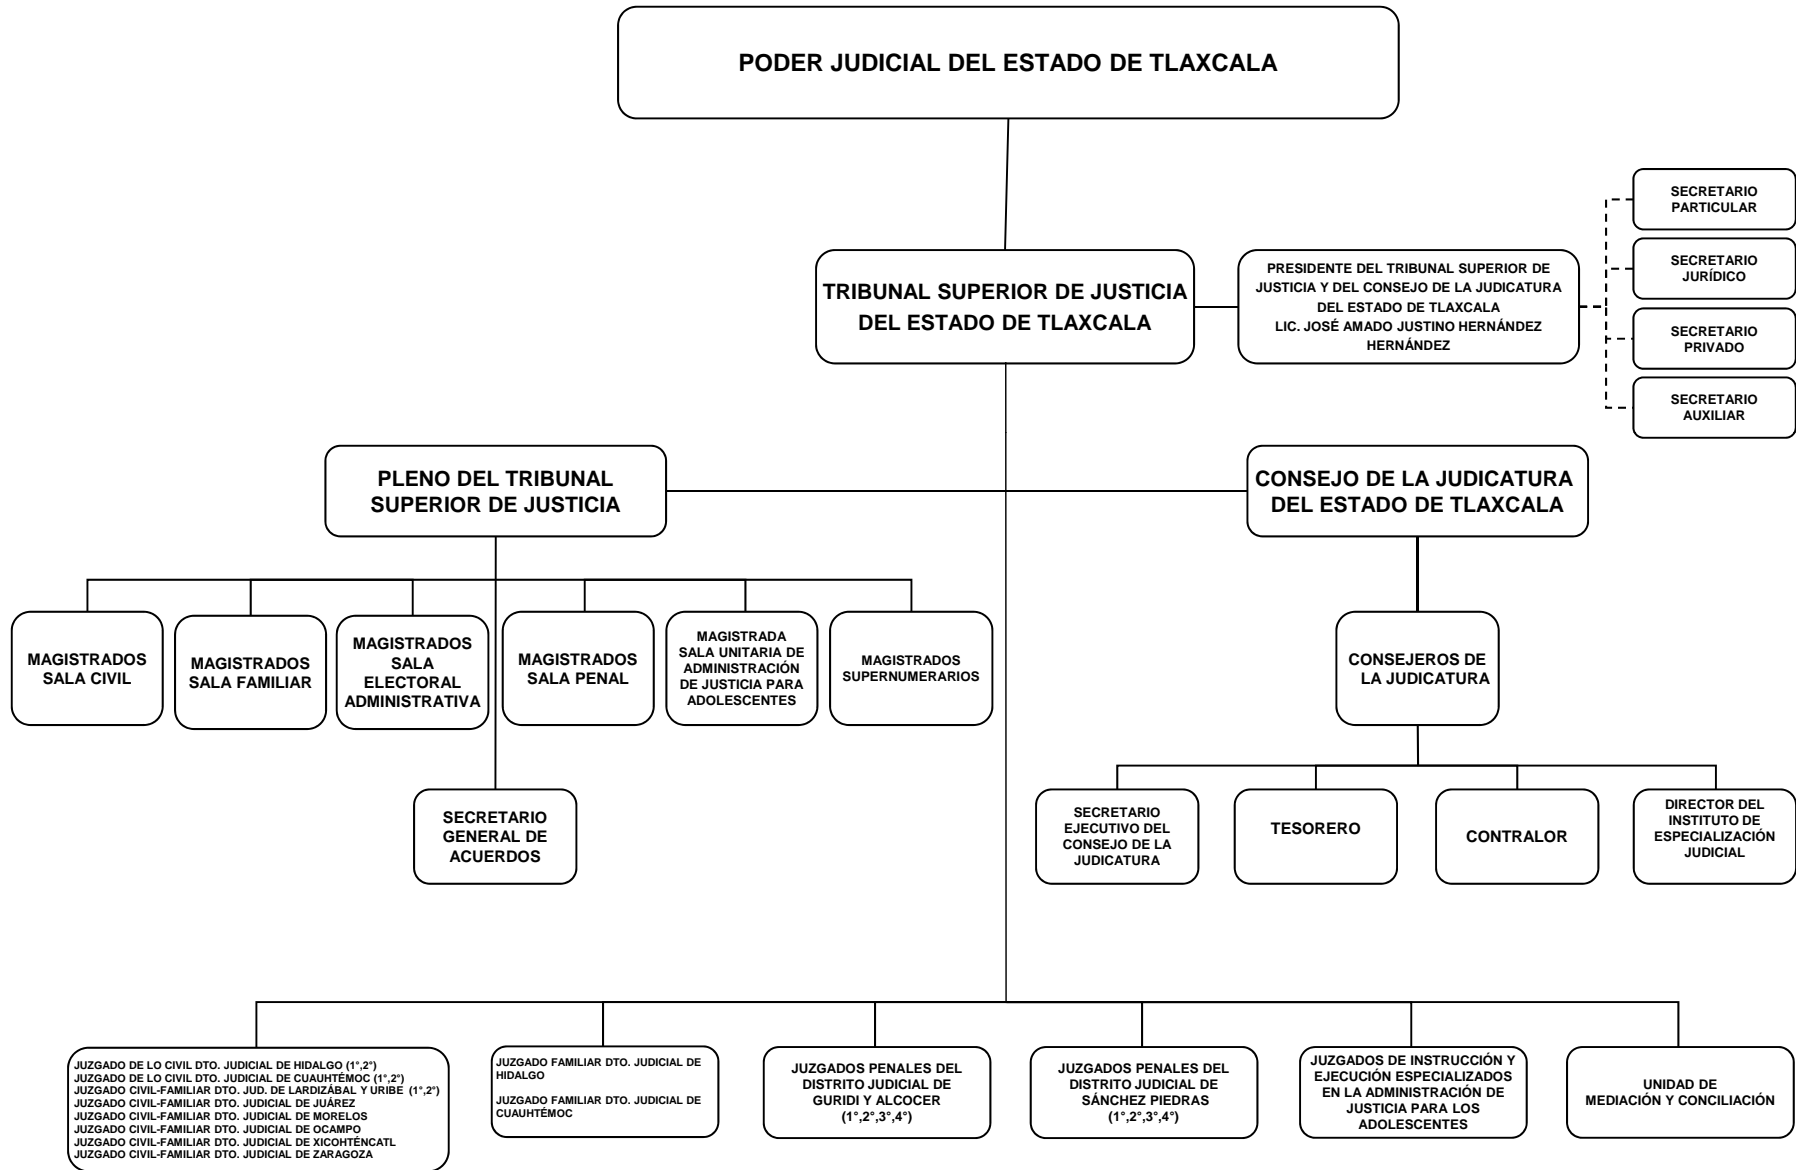 PODER JUDICIAL DEL ESTADO DE TLAXCALA
SECRETARIO
PARTICULAR
SECRETARIO
JURÍDICO
SECRETARIO
PRIVADO
SECRETARIO
AUXILIAR
TRIBUNAL SUPERIOR DE JUSTICIA
DEL ESTADO DE TLAXCALA
PRESIDENTE DEL TRIBUNAL SUPERIOR DE
JUSTICIA Y DEL CONSEJO DE LA JUDICATURA
DEL ESTADO DE TLAXCALA
LIC. JOSÉ AMADO JUSTINO HERNÁNDEZ
HERNÁNDEZ
PLENO DEL TRIBUNAL
SUPERIOR DE JUSTICIA
CONSEJO DE LA JUDICATURA
DEL ESTADO DE TLAXCALA
MAGISTRADOS
SALA CIVIL
MAGISTRADOS
SALA FAMILIAR
MAGISTRADOS
SALA
ELECTORAL
ADMINISTRATIVA
MAGISTRADOS
SALA PENAL
MAGISTRADA
SALA UNITARIA DE
ADMINISTRACIÓN
DE JUSTICIA PARA
ADOLESCENTES
MAGISTRADOS
SUPERNUMERARIOS
CONSEJEROS DE
LA JUDICATURA
SECRETARIO
GENERAL DE
ACUERDOS
SECRETARIO
EJECUTIVO DEL
CONSEJO DE LA
JUDICATURA
TESORERO
CONTRALOR
DIRECTOR DEL
INSTITUTO DE
ESPECIALIZACIÓN
JUDICIAL
JUZGADO DE LO CIVIL DTO. JUDICIAL DE HIDALGO (1°,2°)
JUZGADO DE LO CIVIL DTO. JUDICIAL DE CUAUHTÉMOC (1°,2°)
JUZGADO CIVIL-FAMILIAR DTO. JUD. DE LARDIZÁBAL Y URIBE (1°,2°)
JUZGADO CIVIL-FAMILIAR DTO. JUDICIAL DE JUÁREZ
JUZGADO CIVIL-FAMILIAR DTO. JUDICIAL DE MORELOS
JUZGADO CIVIL-FAMILIAR DTO. JUDICIAL DE OCAMPO
JUZGADO CIVIL-FAMILIAR DTO. JUDICIAL DE XICOHTÉNCATL
JUZGADO CIVIL-FAMILIAR DTO. JUDICIAL DE ZARAGOZA
JUZGADO FAMILIAR DTO. JUDICIAL DE
HIDALGO
JUZGADO FAMILIAR DTO. JUDICIAL DE
CUAUHTÉMOC
JUZGADOS PENALES DEL
DISTRITO JUDICIAL DE
GURIDI Y ALCOCER
(1°,2°,3°,4°)
JUZGADOS PENALES DEL
DISTRITO JUDICIAL DE
SÁNCHEZ PIEDRAS
(1°,2°,3°,4°)
JUZGADOS DE INSTRUCCIÓN Y
EJECUCIÓN ESPECIALIZADOS
EN LA ADMINISTRACIÓN DE
JUSTICIA PARA LOS
ADOLESCENTES
UNIDAD DE
MEDIACIÓN Y CONCILIACIÓN